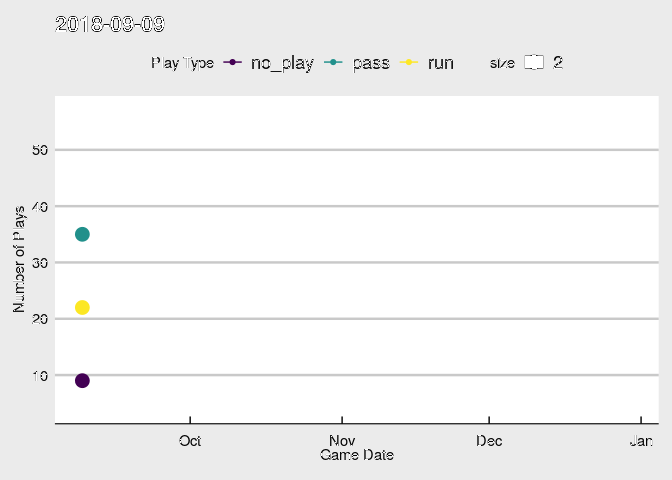 2018-09-09
Play Type no_play pass run size 2
50
40
30
20
10
Number of Plays
Oct Nov Dec Jan
Game Date